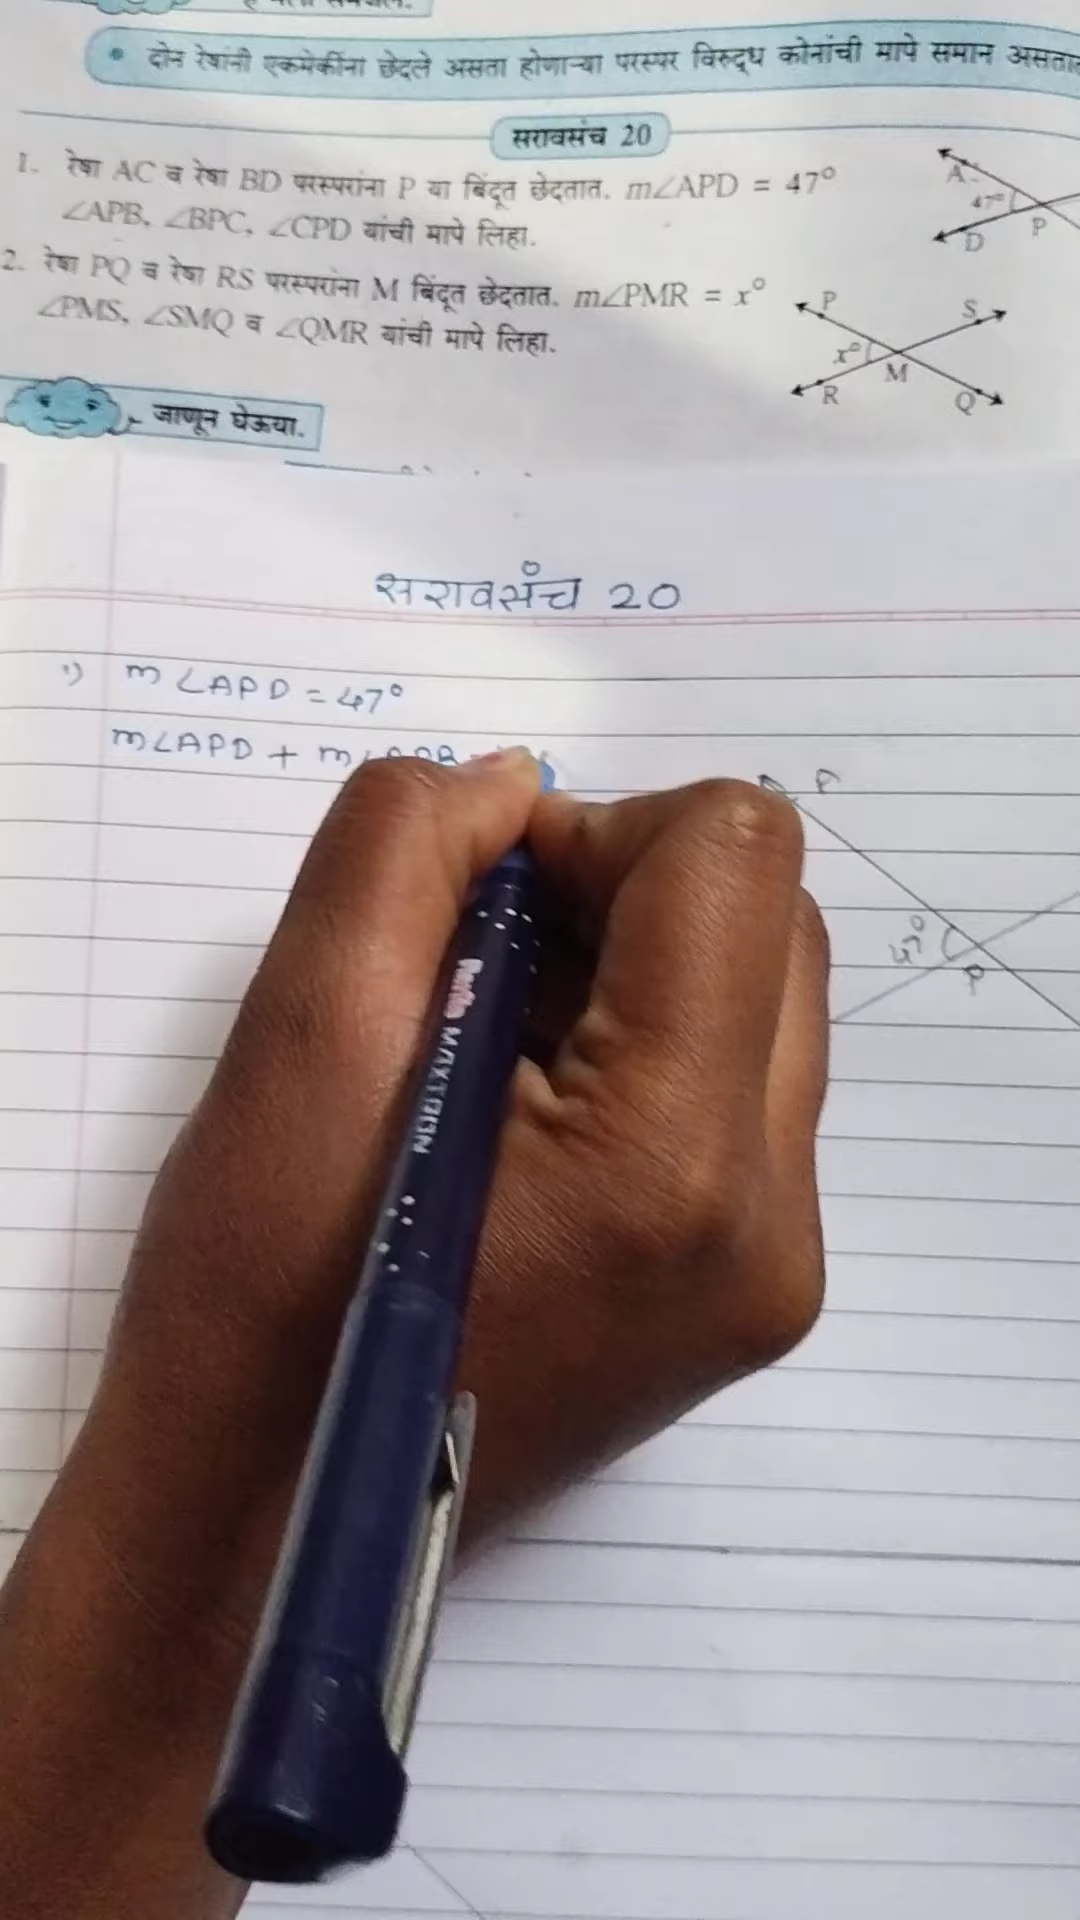 दोन रेषांनी एकमेकींना छेदले असता होणाऱ्या परस्पर विरुद्ध कोनांची मापे समान असतात
सरावसंच 20
1. रेषा AC व रेषा BD परस्परांना P या बिंदूत छेदतात. m∠APD = 47°
∠APB, ∠BPC, ∠CPD यांची मापे लिहा.
A
47°
P
D
2. रेषा PQ व रेषा RS परस्परांना M बिंदूत छेदतात. m∠PMR = x°
∠PMS, ∠SMQ व ∠QMR यांची मापे लिहा.
P
S
x°
M
R
Q
जाणून घेऊया.
सरावसंच 20
1) m∠APD = 47°
m∠APD + m
47°
P
MAXTRON